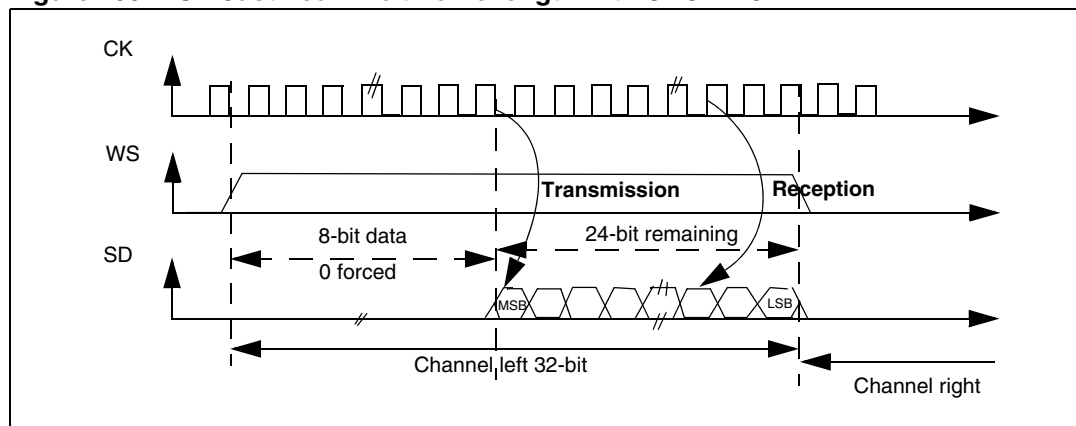 CK
WS
Transmission
Reception
8-bit data
24-bit remaining
SD
0 forced
MSB
LSB
Channel left 32-bit
Channel right